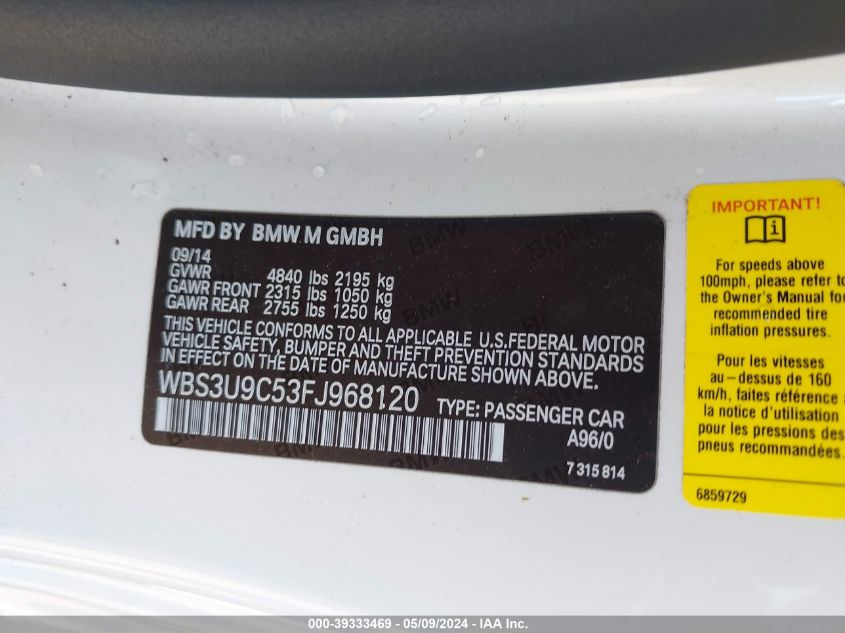 MFD BY BMW M GMBH
09/14
GVWR 4840 lbs 2195 kg
GAWR FRONT 2315 lbs 1050 kg
GAWR REAR 2755 lbs 1250 kg
THIS VEHICLE CONFORMS TO ALL APPLICABLE U.S.FEDERAL MOTOR
VEHICLE SAFETY, BUMPER AND THEFT PREVENTION STANDARDS
IN EFFECT ON THE DATE OF MANUFACTURE SHOWN ABOVE.
WBS3U9C53FJ968120 TYPE: PASSENGER CAR
A96/0
7 315 814
IMPORTANT!
For speeds above
100mph, please refer to
the Owner's Manual for
recommended tire
inflation pressures.
Pour les vitesses
au-dessus de 160
km/h, faites référence à
la notice d'utilisation
pour les pressions des
pneus recommandées.
6859729
000-39333469 - 05/09/2024 - IAA Inc.